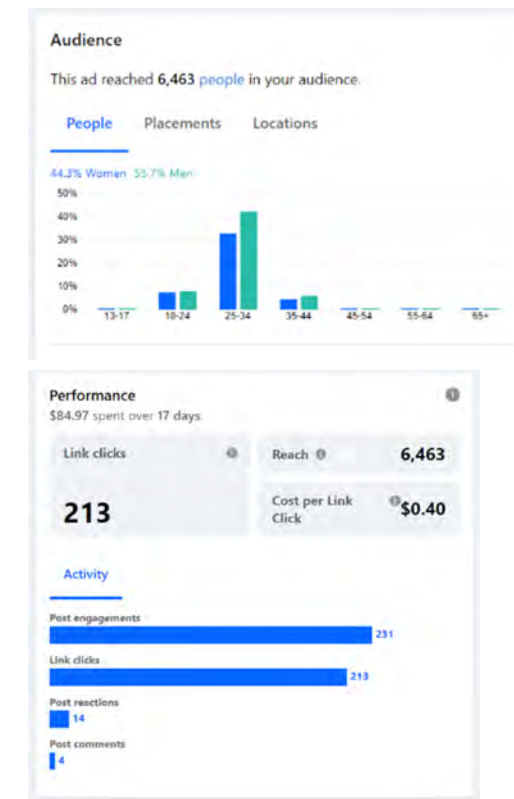 Audience
This ad reached 6,463 people in your audience.
People Placements Locations
44.3% Women 55.7% Men
50%
40%
30%
20%
10%
0%
13-17 18-24 25-34 35-44 45-54 55-64 65+
Performance
$84.97 spent over 17 days
Link clicks
213
Reach 6,463
Cost per Link Click $0.40
Activity
Post engagements
231
Link clicks
213
Post reactions
14
Post comments
4